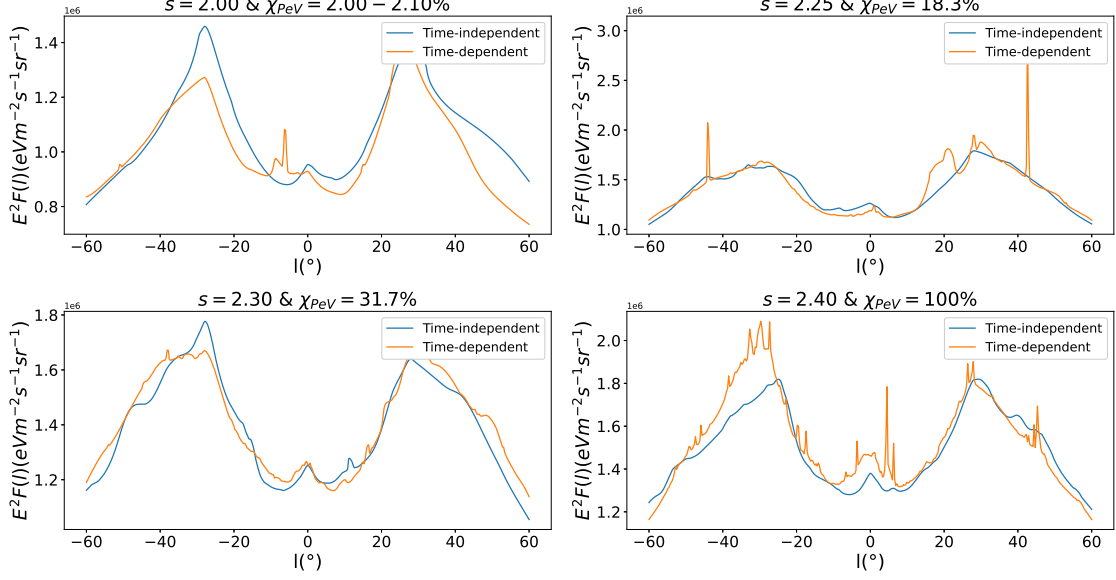 s = 2.00 & χ_PeV = 2.00 − 2.10%
1e6
E²F(l)(eVm⁻²s⁻¹sr⁻¹)
1.4
1.2
1.0
0.8
Time-independent
Time-dependent
−60 −40 −20 0 20 40 60
l(°)
s = 2.25 & χ_PeV = 18.3%
1e6
E²F(l)(eVm⁻²s⁻¹sr⁻¹)
3.0
2.5
2.0
1.5
1.0
Time-independent
Time-dependent
−60 −40 −20 0 20 40 60
l(°)
s = 2.30 & χ_PeV = 31.7%
1e6
E²F(l)(eVm⁻²s⁻¹sr⁻¹)
1.8
1.6
1.4
1.2
Time-independent
Time-dependent
−60 −40 −20 0 20 40 60
l(°)
s = 2.40 & χ_PeV = 100%
1e6
E²F(l)(eVm⁻²s⁻¹sr⁻¹)
2.0
1.8
1.6
1.4
1.2
Time-independent
Time-dependent
−60 −40 −20 0 20 40 60
l(°)